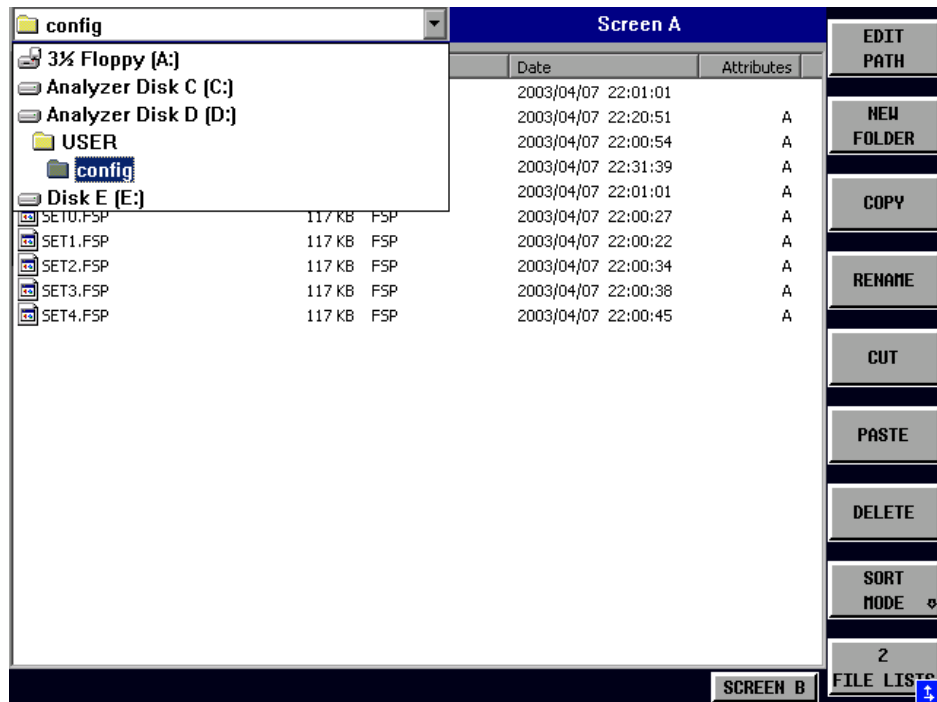 config
Screen A
3½ Floppy (A:)
Analyzer Disk C (C:)
Analyzer Disk D (D:)
USER
config
Disk E (E:)
Date Attributes
2003/04/07 22:01:01
2003/04/07 22:20:51 A
2003/04/07 22:00:54 A
2003/04/07 22:31:39 A
2003/04/07 22:01:01 A
SET0.FSP 117 KB FSP 2003/04/07 22:00:27 A
SET1.FSP 117 KB FSP 2003/04/07 22:00:22 A
SET2.FSP 117 KB FSP 2003/04/07 22:00:34 A
SET3.FSP 117 KB FSP 2003/04/07 22:00:38 A
SET4.FSP 117 KB FSP 2003/04/07 22:00:45 A
EDIT
PATH
NEW
FOLDER
COPY
RENAME
CUT
PASTE
DELETE
SORT
MODE
2
FILE LISTS
SCREEN B